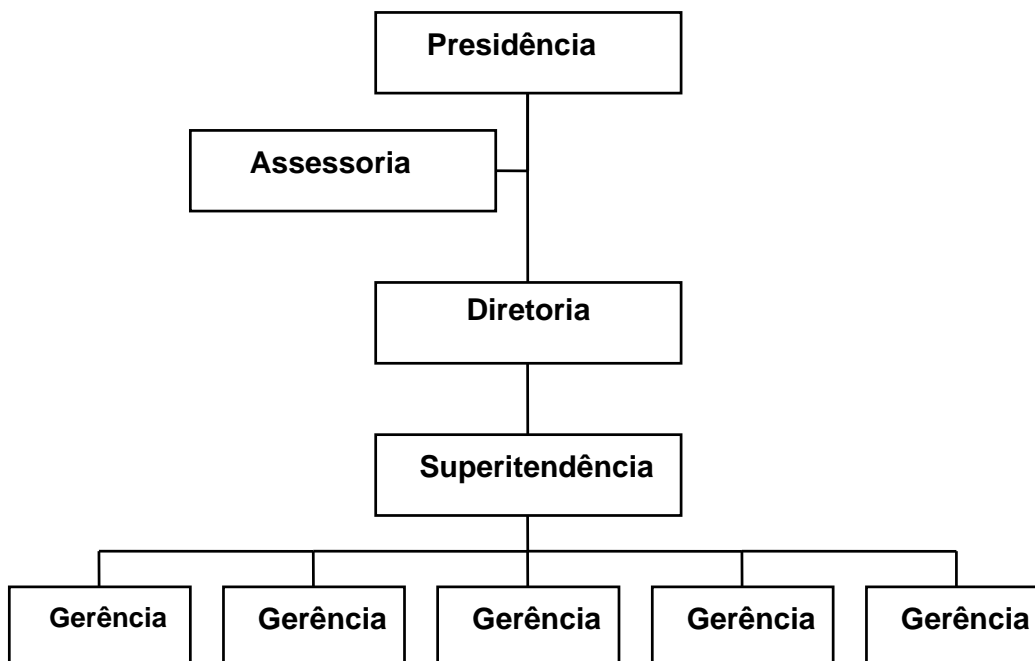 Presidência
Assessoria
Diretoria
Superitendência
Gerência
Gerência
Gerência
Gerência
Gerência